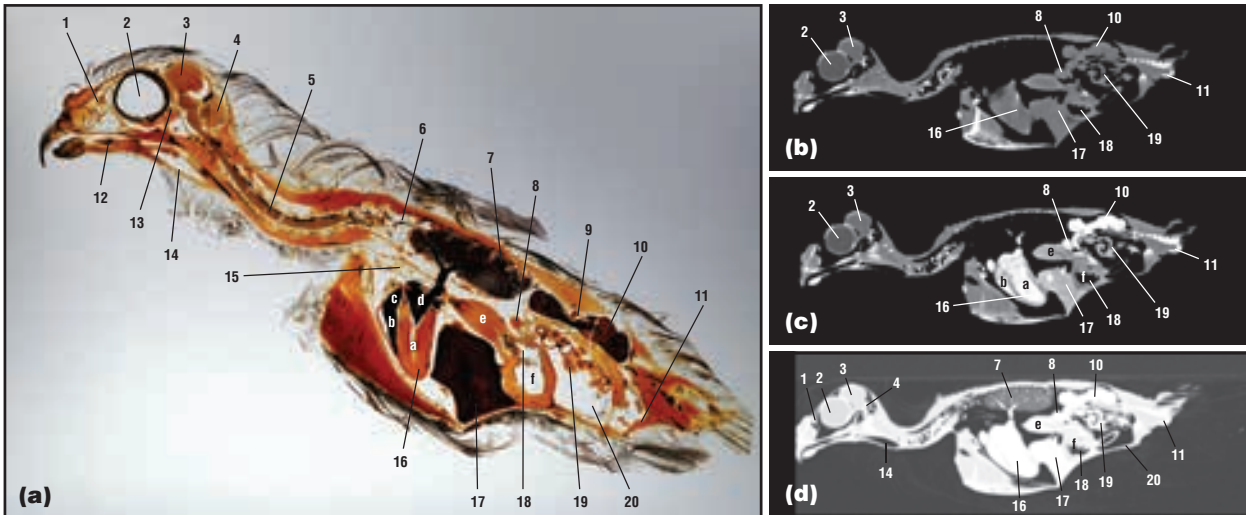 1 2 3 4 5 6 7 8 9 10 11
12 13 14 15 16 17 18 19 20
c d b a e f
(a)
2 3 8 10 11
16 17 18 19
(b)
2 3 8 10 11
e b a f
16 17 18 19
(c)
1 2 3 4 7 8 10
e f
14 16 17 18 19 20 11
(d)